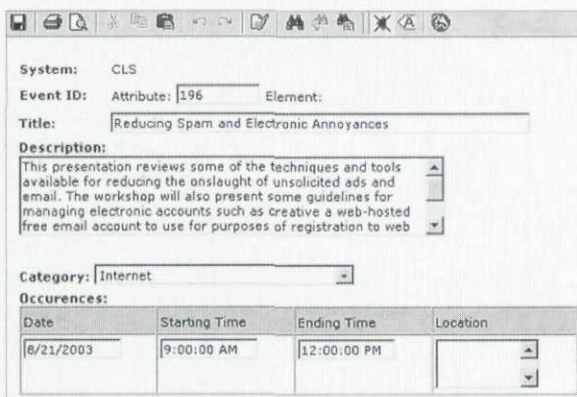 System: CLS
Event ID: Attribute: 196 Element:
Title: Reducing Spam and Electronic Annoyances
Description:
This presentation reviews some of the techniques and tools
available for reducing the onslaught of unsolicited ads and
email. The workshop will also present some guidelines for
managing electronic accounts such as creative a web-hosted
free email account to use for purposes of registration to web
Category: Internet
Occurences:
Date Starting Time Ending Time Location
8/21/2003 9:00:00 AM 12:00:00 PM